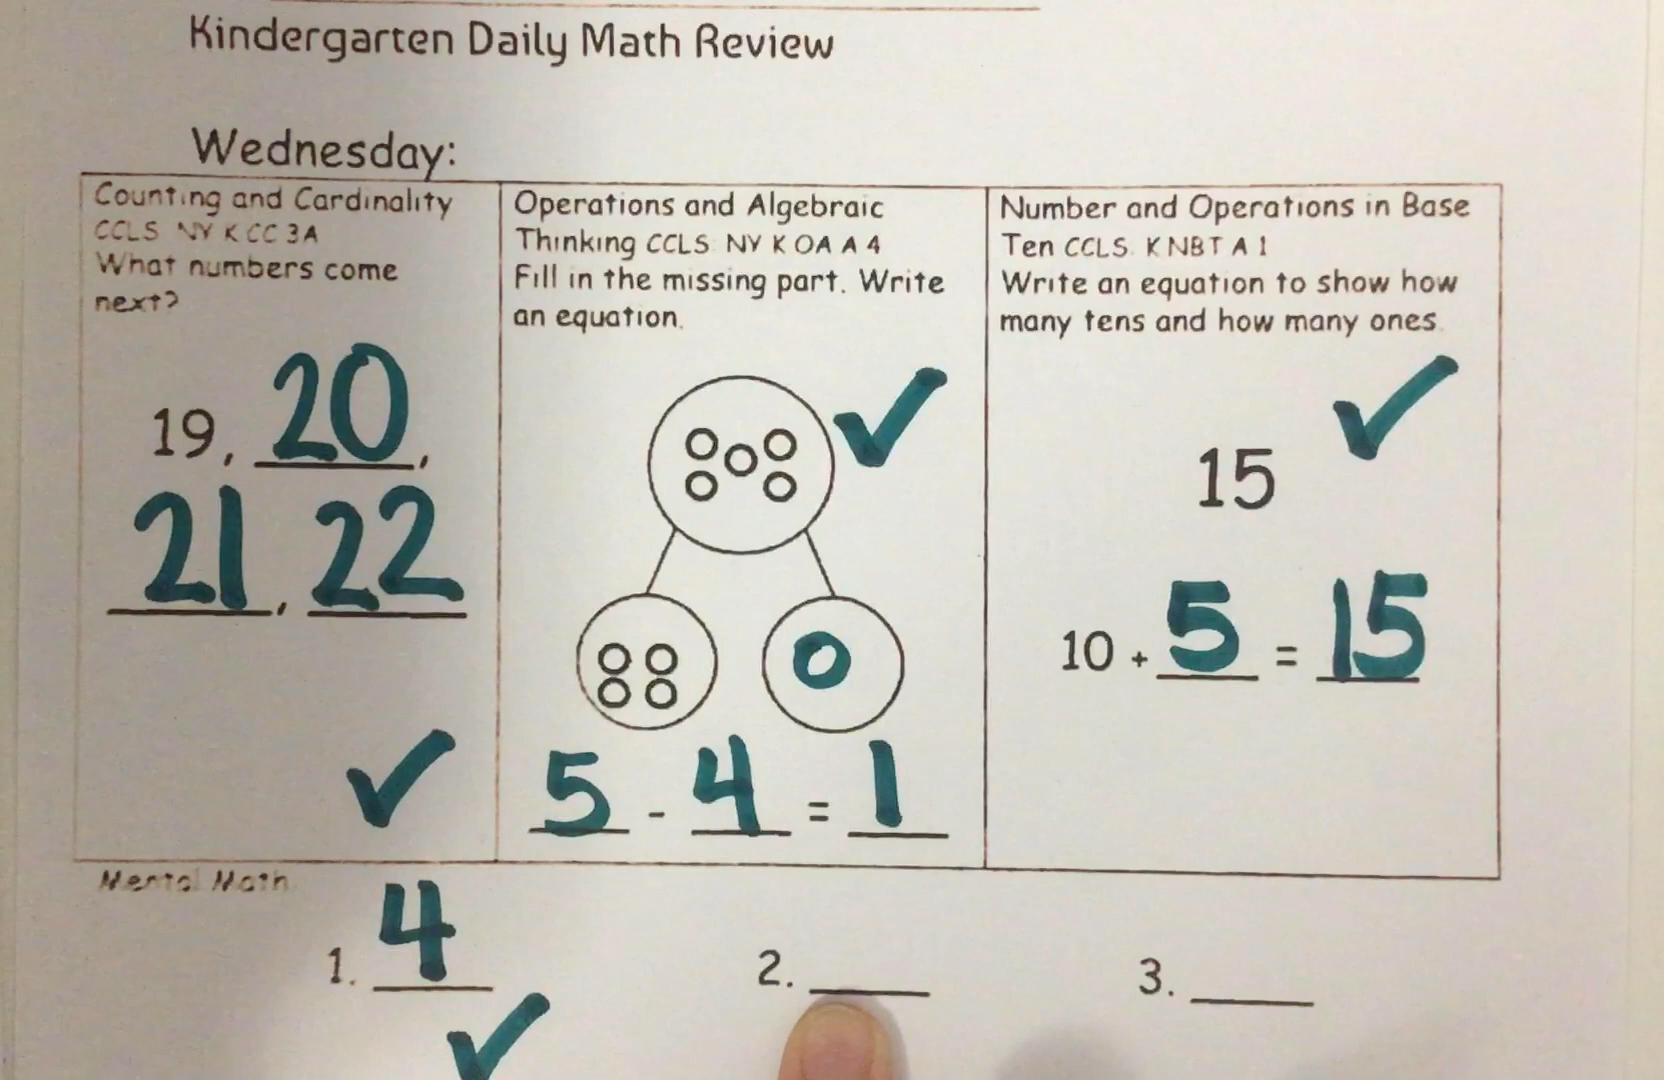 Kindergarten Daily Math Review
Wednesday:
Counting and Cardinality
CCLS NY K CC 3A
What numbers come
next?
19, 20,
21, 22
Operations and Algebraic
Thinking CCLS NY K OA A 4
Fill in the missing part. Write
an equation.
5 - 4 = 1
Number and Operations in Base
Ten CCLS K NBT A 1
Write an equation to show how
many tens and how many ones.
15
10 + 5 = 15
Mental Math
1. 4
2.
3.